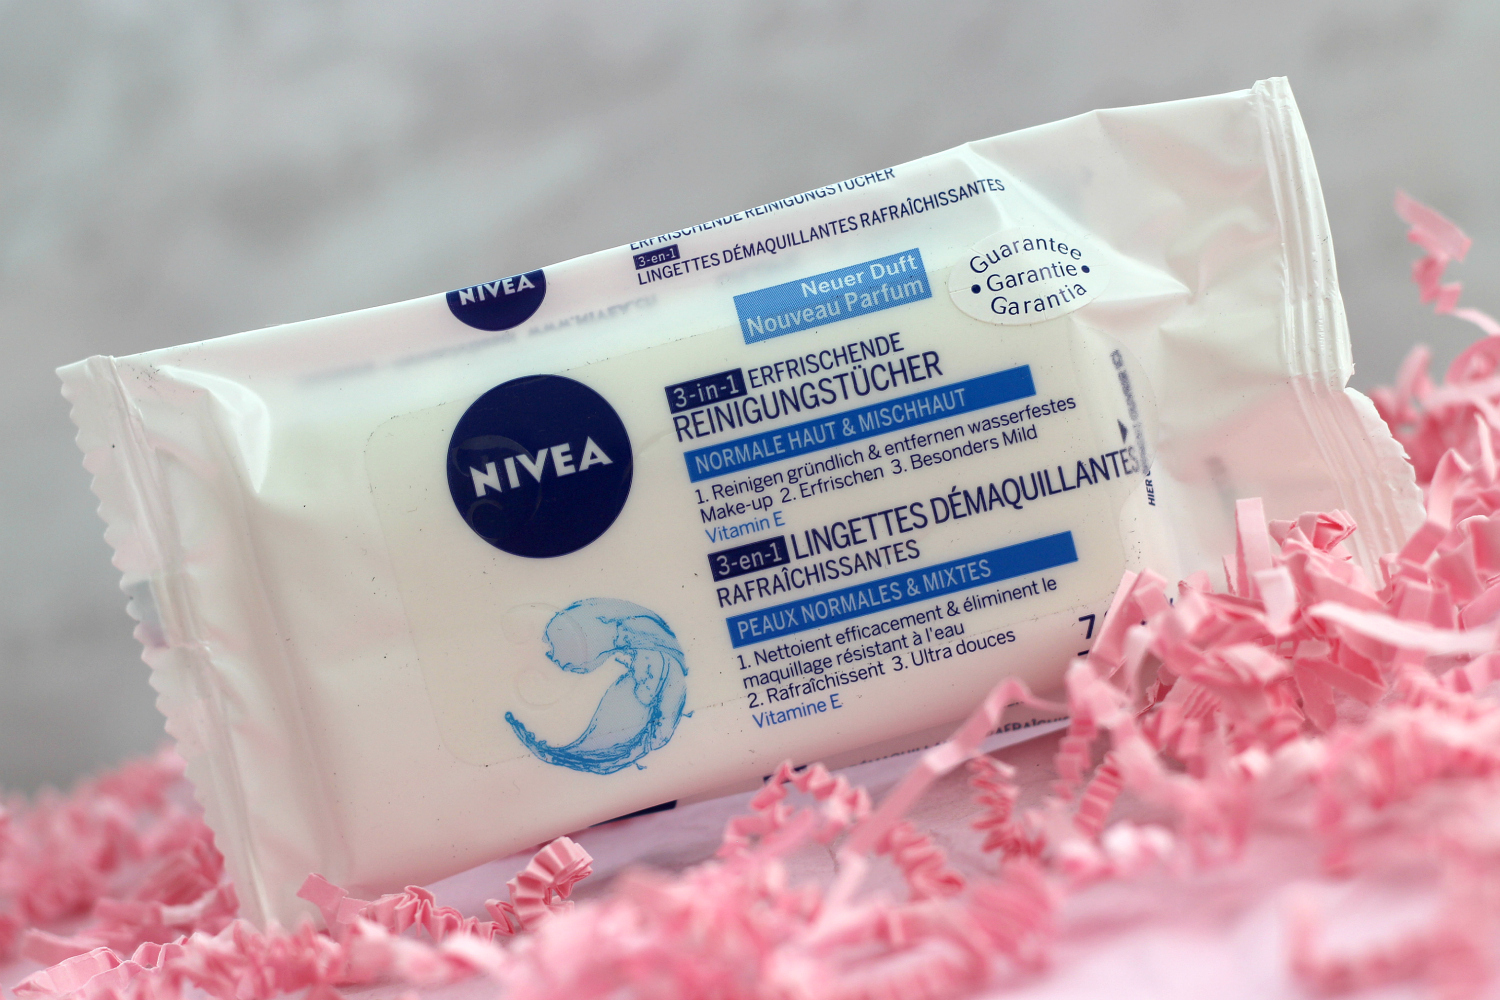 ERFRISCHENDE REINIGUNGSTÜCHER
3-en-1
LINGETTES DÉMAQUILLANTES RAFRAÎCHISSANTES
NIVEA
Neuer Duft
Nouveau Parfum
Guarantee
• Garantie •
Garantia
NIVEA
3-in-1 ERFRISCHENDE
REINIGUNGSTÜCHER
NORMALE HAUT & MISCHHAUT
1. Reinigen gründlich & entfernen wasserfestes
Make-up 2. Erfrischen 3. Besonders Mild
Vitamin E
3-en-1 LINGETTES DÉMAQUILLANTES
RAFRAÎCHISSANTES
PEAUX NORMALES & MIXTES
1. Nettoient efficacement & éliminent le
maquillage résistant à l'eau
2. Rafraîchissent 3. Ultra douces
Vitamine E
HIER
7